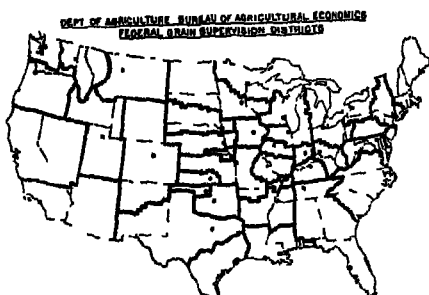 DEPT OF AGRICULTURE BUREAU OF AGRICULTURAL ECONOMICS
FEDERAL GRAIN SUPERVISION DISTRICTS